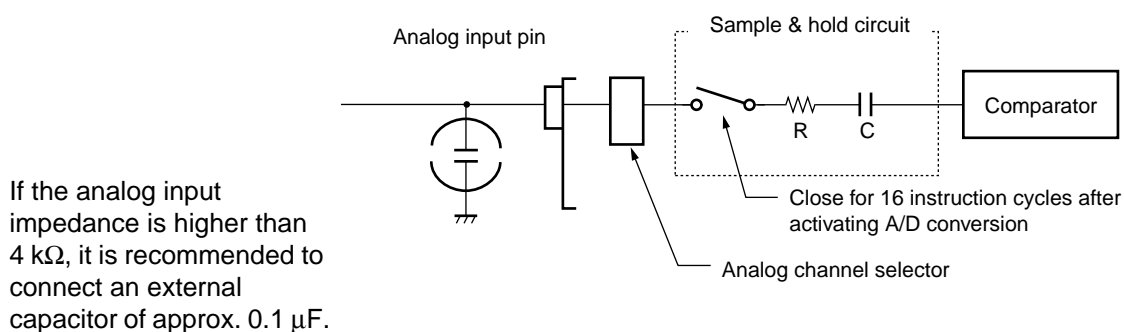 Analog input pin
Sample & hold circuit
Comparator
R
C
Close for 16 instruction cycles after
activating A/D conversion
Analog channel selector
If the analog input
impedance is higher than
4 kΩ, it is recommended to
connect an external
capacitor of approx. 0.1 μF.